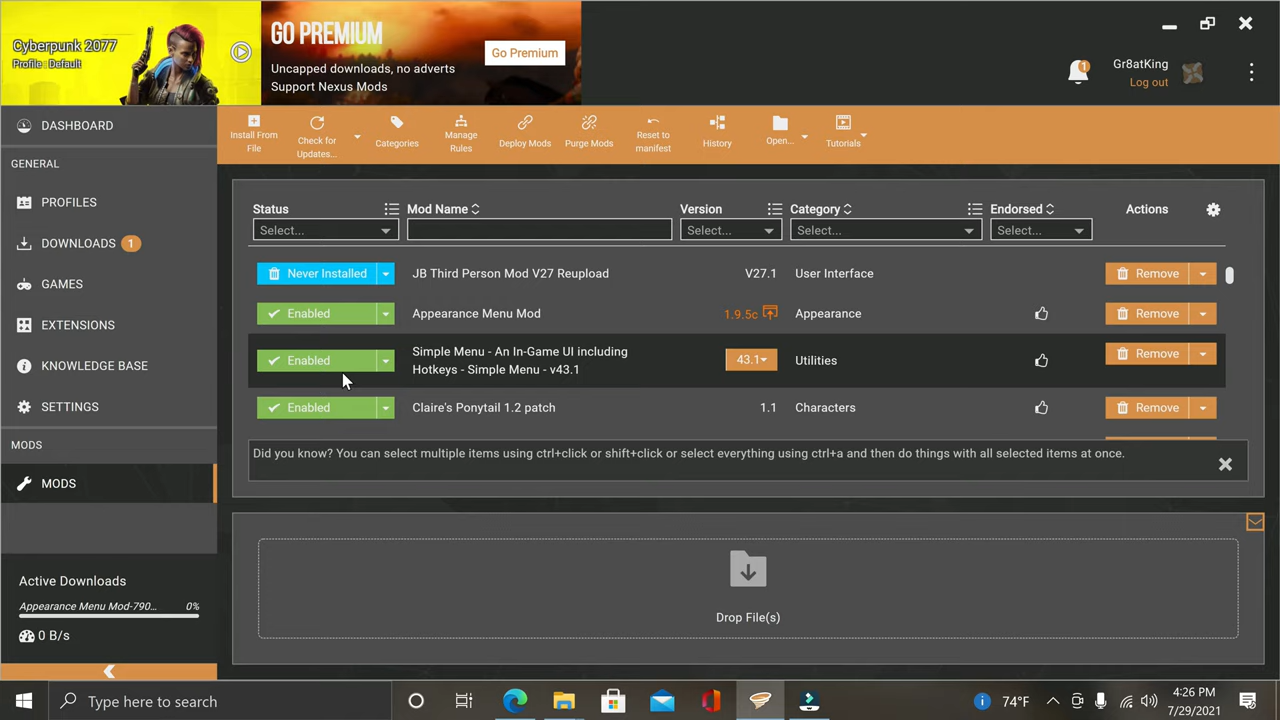 Cyberpunk 2077
Profile : Default
GO PREMIUM
Uncapped downloads, no adverts
Support Nexus Mods
Go Premium
1
Gr8atKing
Log out
DASHBOARD
GENERAL
PROFILES
DOWNLOADS 1
GAMES
EXTENSIONS
KNOWLEDGE BASE
SETTINGS
MODS
MODS
Active Downloads
Appearance Menu Mod-790... 0%
0 B/s
Install From
File
Check for
Updates...
Categories
Manage
Rules
Deploy Mods
Purge Mods
Reset to
manifest
History
Open...
Tutorials
Status Mod Name Version Category Endorsed Actions
Select... Select... Select... Select...
Never Installed JB Third Person Mod V27 Reupload V27.1 User Interface Remove
Enabled Appearance Menu Mod 1.9.5c Appearance Remove
Enabled Simple Menu - An In-Game UI including
Hotkeys - Simple Menu - v43.1 43.1 Utilities Remove
Enabled Claire's Ponytail 1.2 patch 1.1 Characters Remove
Did you know? You can select multiple items using ctrl+click or shift+click or select everything using ctrl+a and then do things with all selected items at once.
Drop File(s)
Type here to search
74°F
4:26 PM
7/29/2021